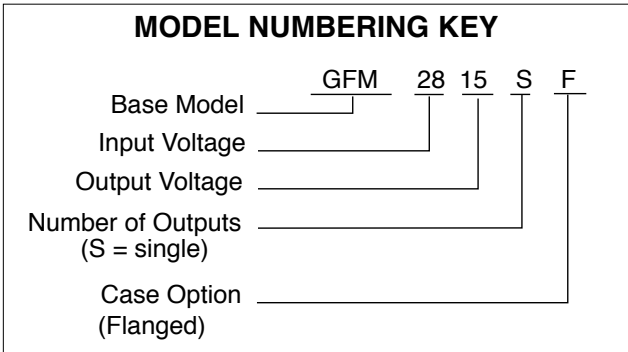 MODEL NUMBERING KEY
GFM 28 15 S F
Base Model
Input Voltage
Output Voltage
Number of Outputs
(S = single)
Case Option
(Flanged)